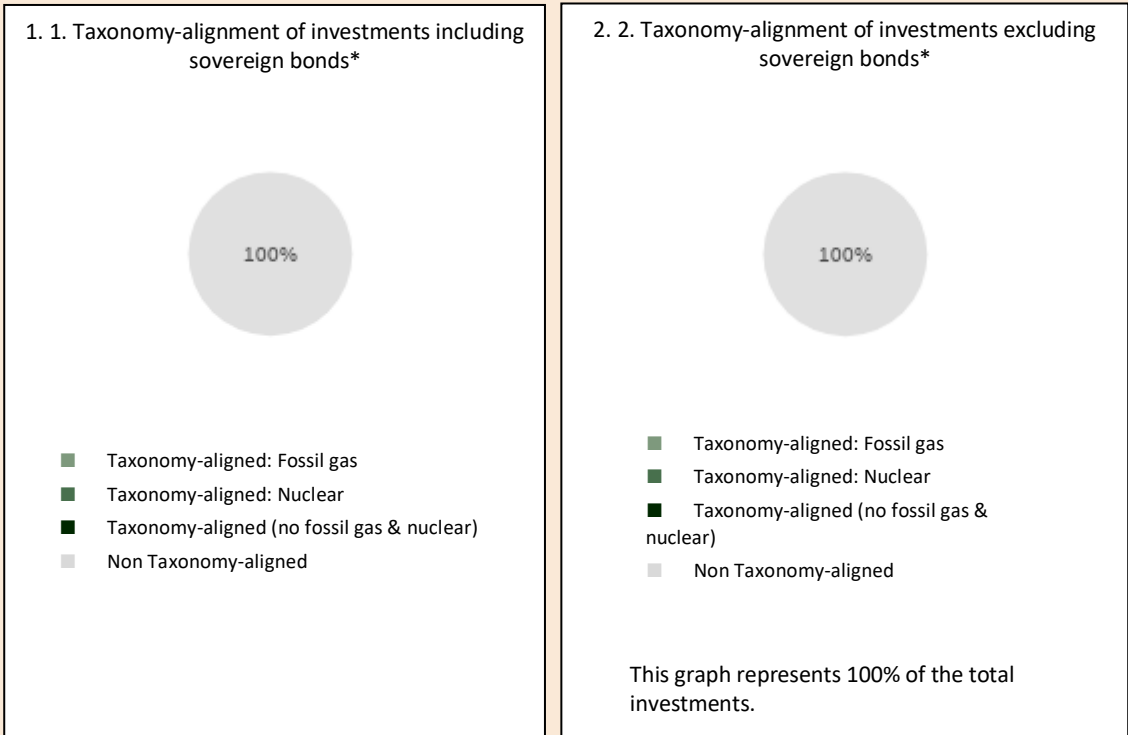 1. 1. Taxonomy-alignment of investments including
sovereign bonds*
100%
Taxonomy-aligned: Fossil gas
Taxonomy-aligned: Nuclear
Taxonomy-aligned (no fossil gas & nuclear)
Non Taxonomy-aligned
2. 2. Taxonomy-alignment of investments excluding
sovereign bonds*
100%
Taxonomy-aligned: Fossil gas
Taxonomy-aligned: Nuclear
Taxonomy-aligned (no fossil gas &
nuclear)
Non Taxonomy-aligned
This graph represents 100% of the total
investments.